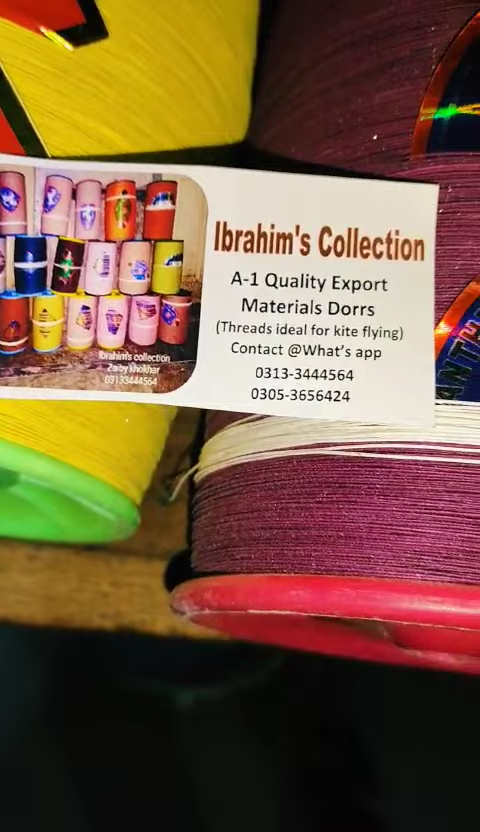 Ibrahim's Collection
A-1 Quality Export
Materials Dorrs
(Threads ideal for kite flying)
Contact @What's app
0313-3444564
0305-3656424
Ibrahim's collection
Zaiby khokhar
03133444564
ANTH